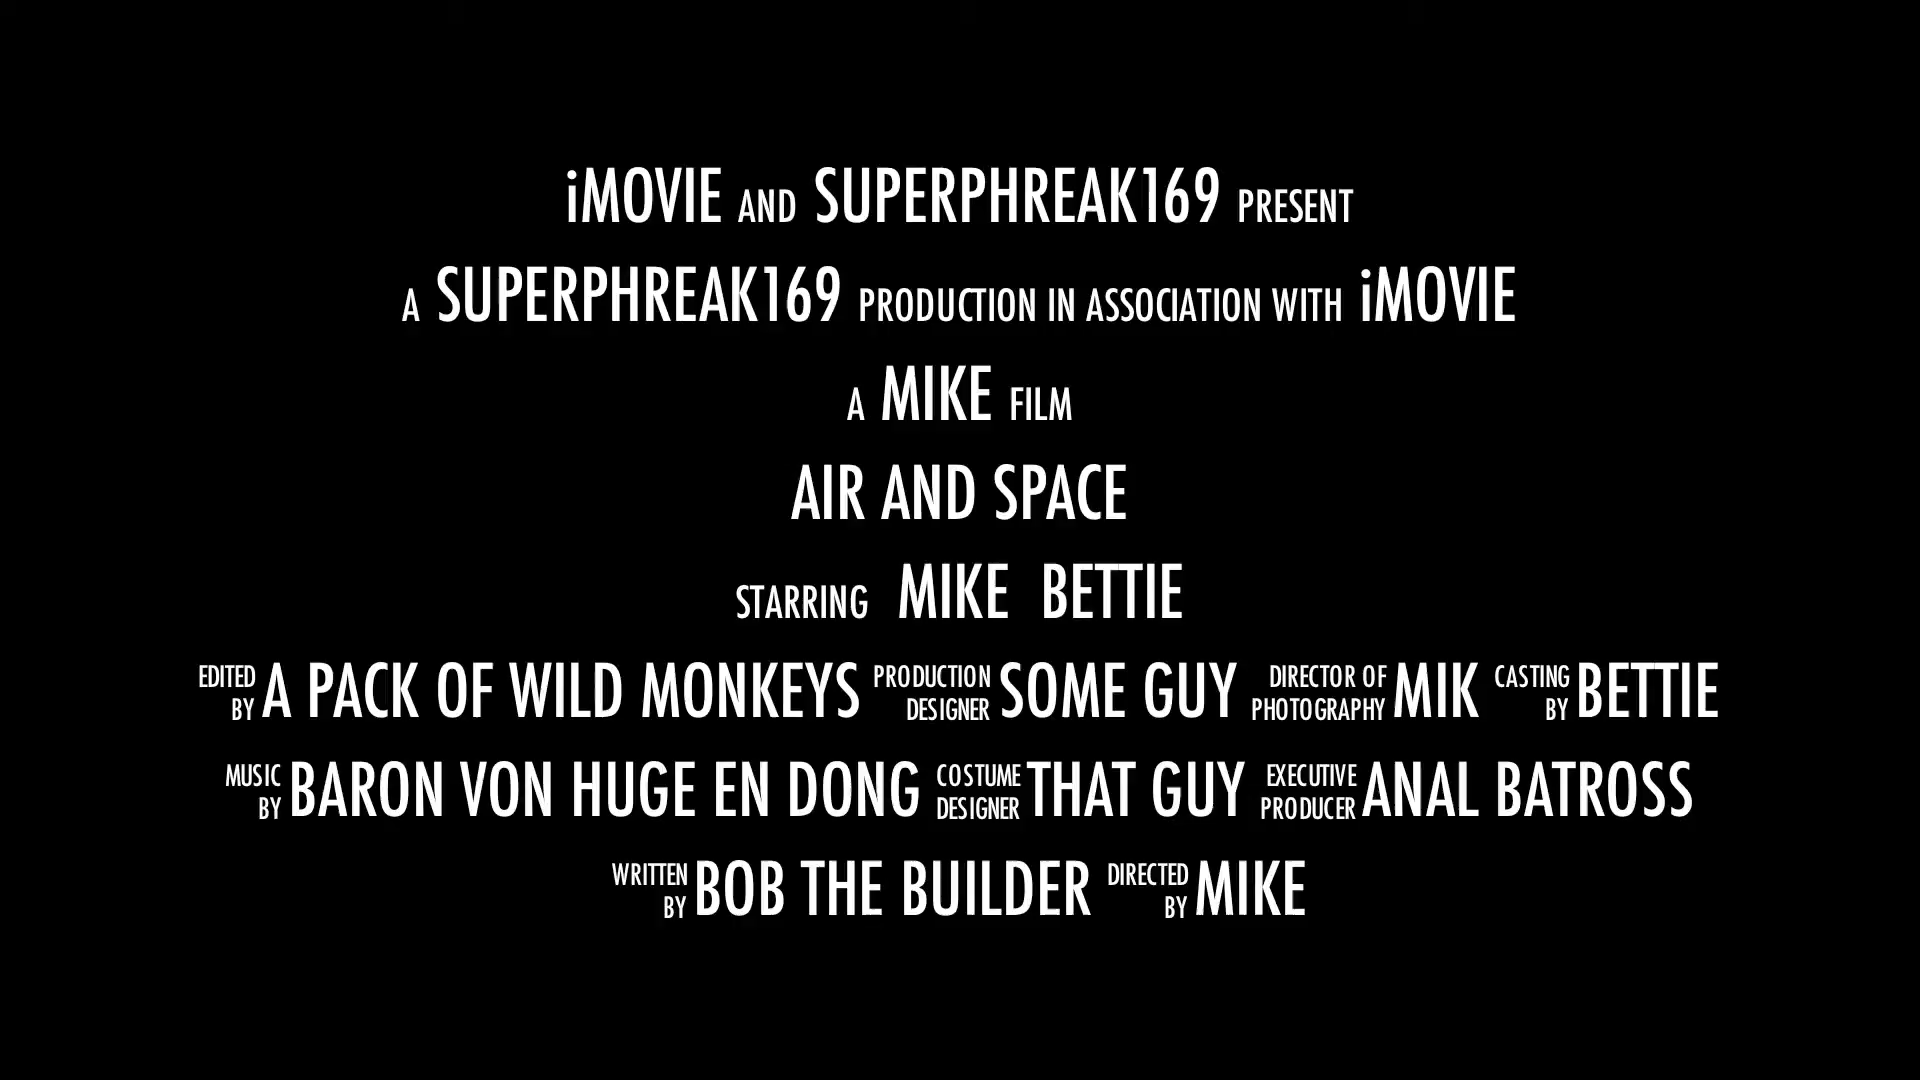 iMOVIE AND SUPERPHREAK169 PRESENT
A SUPERPHREAK169 PRODUCTION IN ASSOCIATION WITH iMOVIE
A MIKE FILM
AIR AND SPACE
STARRING MIKE BETTIE
EDITED BY A PACK OF WILD MONKEYS PRODUCTION DESIGNER SOME GUY DIRECTOR OF PHOTOGRAPHY MIK CASTING BY BETTIE
MUSIC BY BARON VON HUGE EN DONG COSTUME DESIGNER THAT GUY EXECUTIVE PRODUCER ANAL BATROSS
WRITTEN BY BOB THE BUILDER DIRECTED BY MIKE